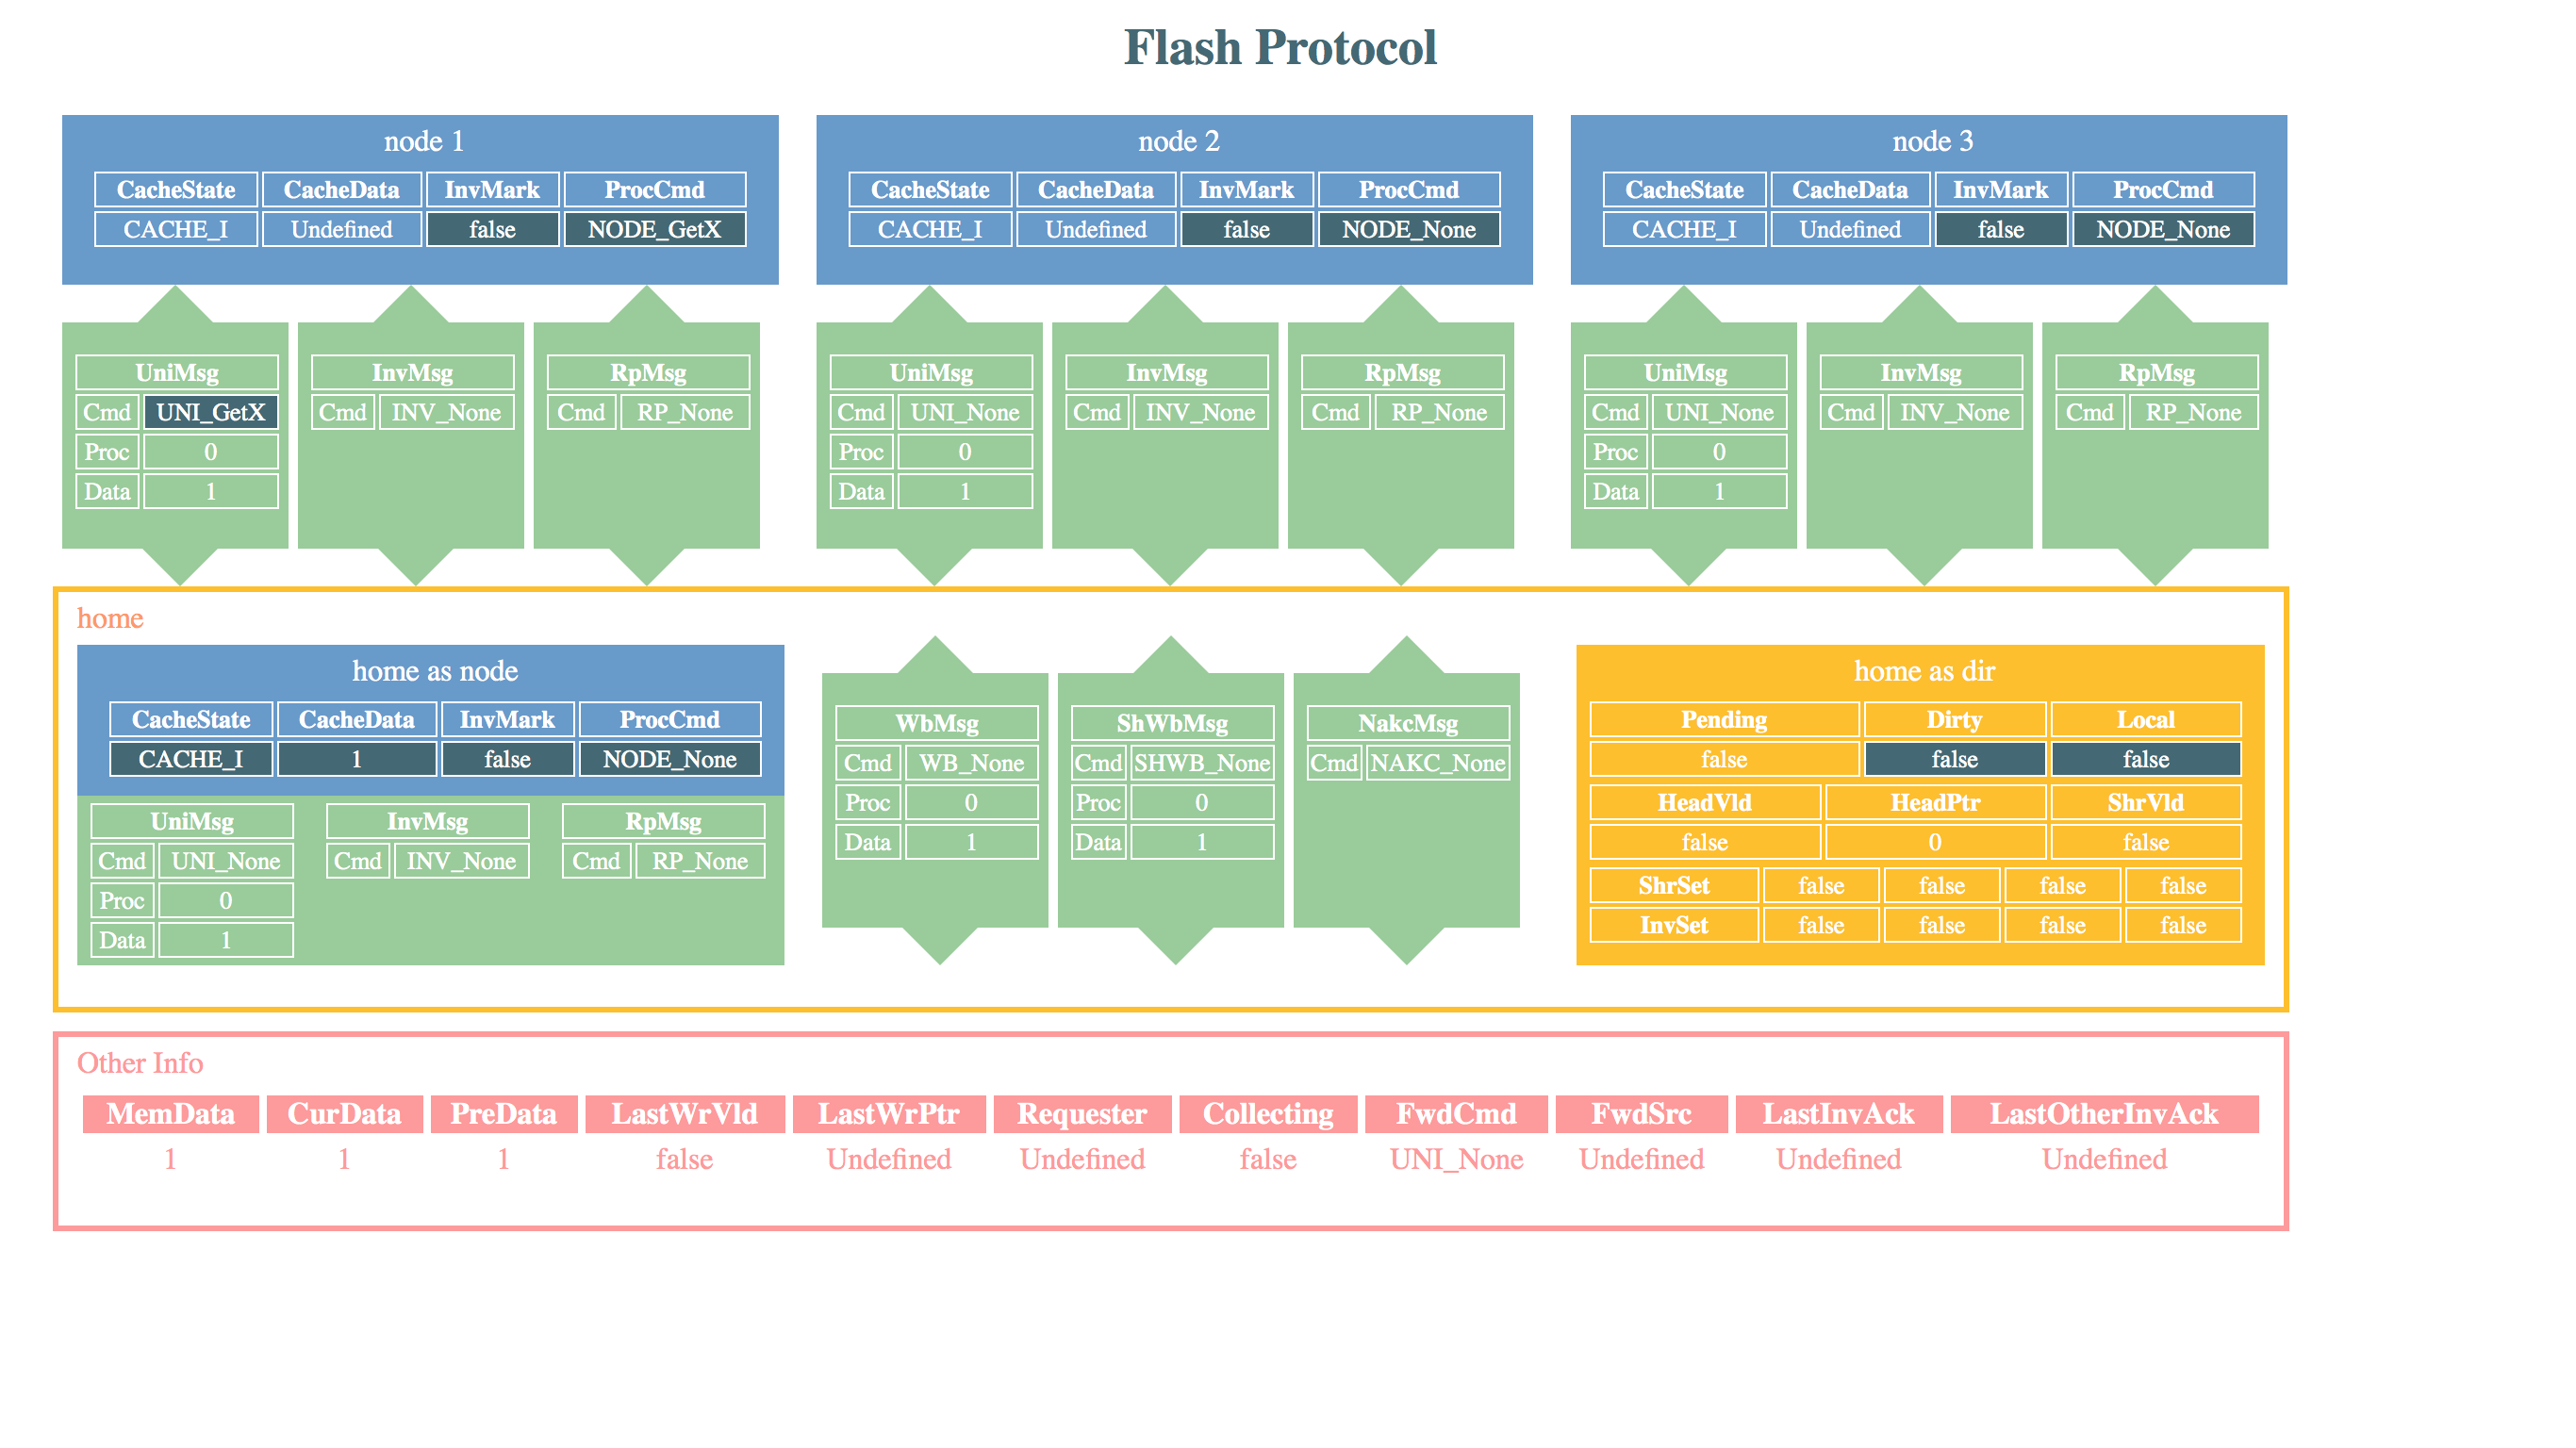 Flash Protocol
node 1
CacheState CacheData InvMark ProcCmd
CACHE_I Undefined false NODE_GetX
node 2
CacheState CacheData InvMark ProcCmd
CACHE_I Undefined false NODE_None
node 3
CacheState CacheData InvMark ProcCmd
CACHE_I Undefined false NODE_None
UniMsg
Cmd UNI_GetX
Proc 0
Data 1
InvMsg
Cmd INV_None
RpMsg
Cmd RP_None
UniMsg
Cmd UNI_None
Proc 0
Data 1
InvMsg
Cmd INV_None
RpMsg
Cmd RP_None
UniMsg
Cmd UNI_None
Proc 0
Data 1
InvMsg
Cmd INV_None
RpMsg
Cmd RP_None
home
home as node
CacheState CacheData InvMark ProcCmd
CACHE_I 1 false NODE_None
UniMsg
Cmd UNI_None
Proc 0
Data 1
InvMsg
Cmd INV_None
RpMsg
Cmd RP_None
WbMsg
Cmd WB_None
Proc 0
Data 1
ShWbMsg
Cmd SHWB_None
Proc 0
Data 1
NakcMsg
Cmd NAKC_None
home as dir
Pending Dirty Local
false false false
HeadVld HeadPtr ShrVld
false 0 false
ShrSet false false false false
InvSet false false false false
Other Info
MemData CurData PreData LastWrVld LastWrPtr Requester Collecting FwdCmd FwdSrc LastInvAck LastOtherInvAck
1 1 1 false Undefined Undefined false UNI_None Undefined Undefined Undefined